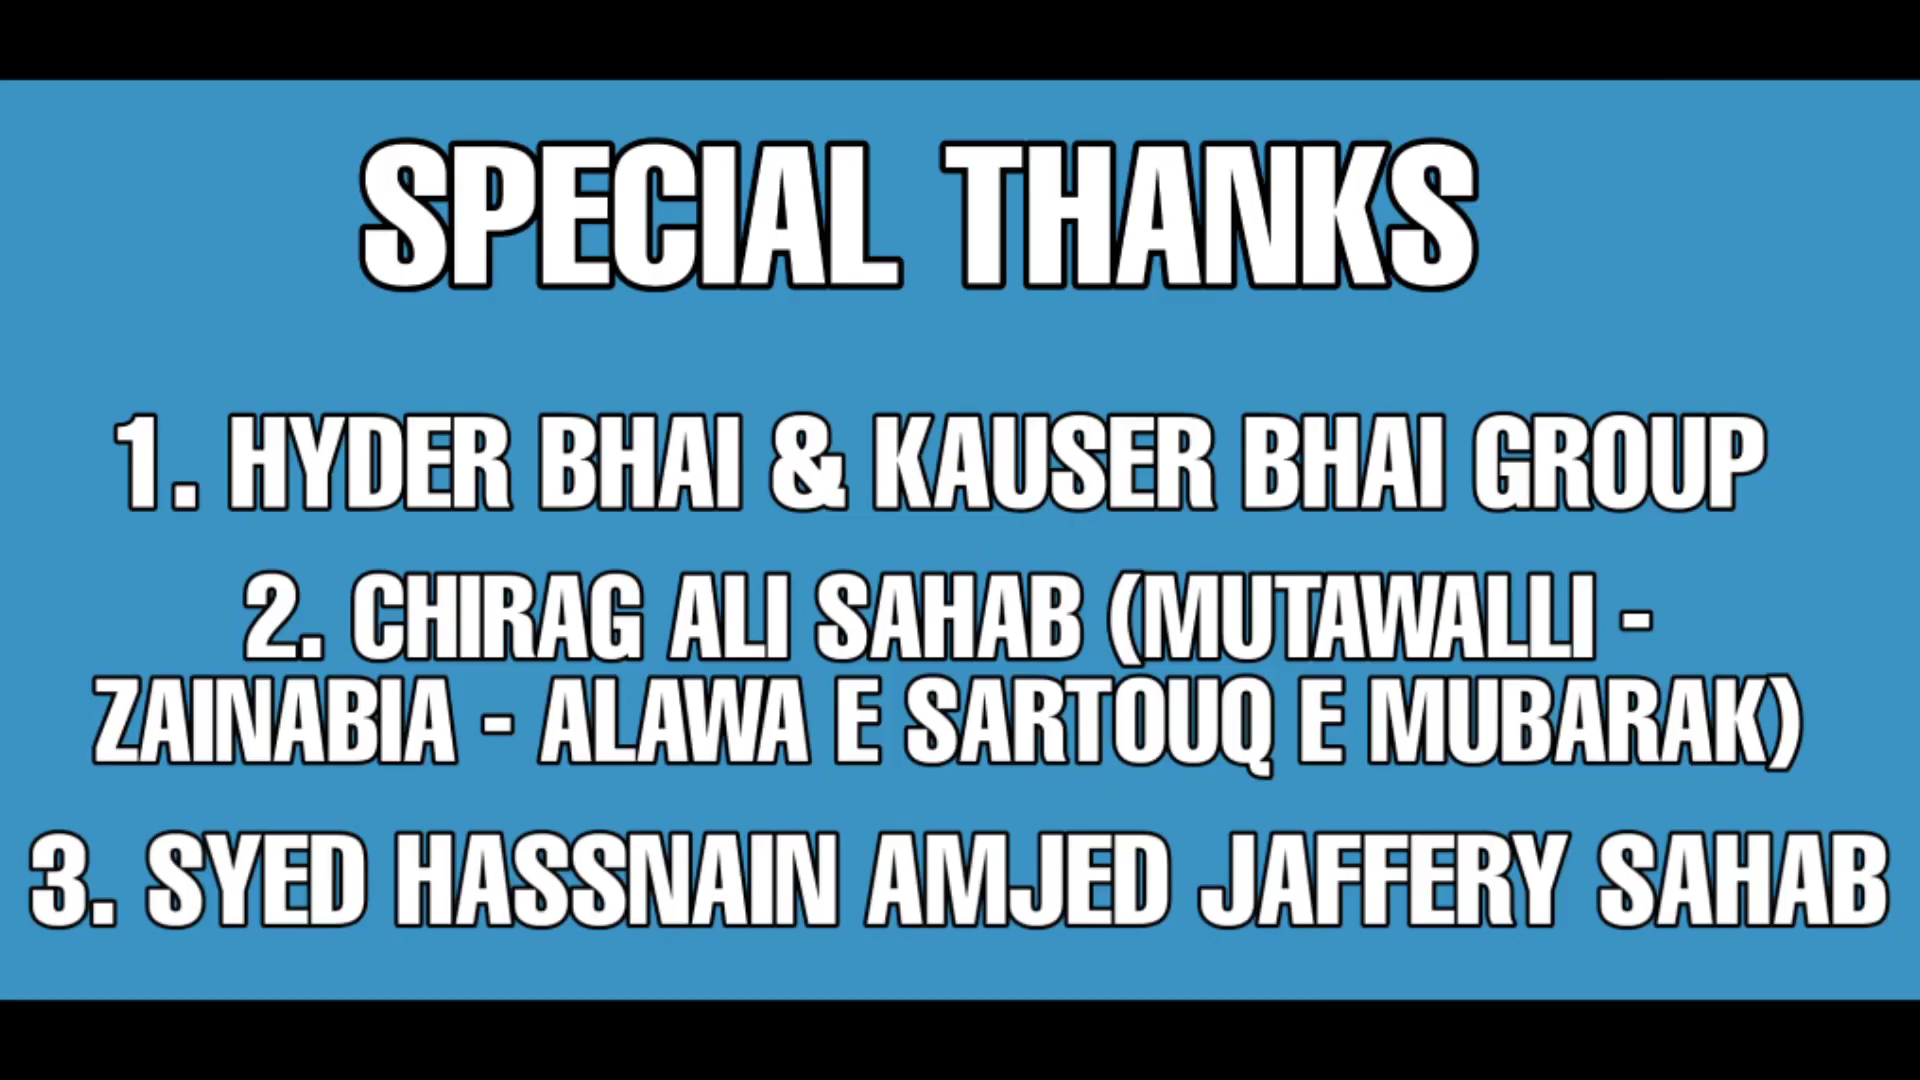 SPECIAL THANKS
1. HYDER BHAI & KAUSER BHAI GROUP
2. CHIRAG ALI SAHAB (MUTAWALLI -
ZAINABIA - ALAWA E SARTOUQ E MUBARAK)
3. SYED HASSNAIN AMJED JAFFERY SAHAB